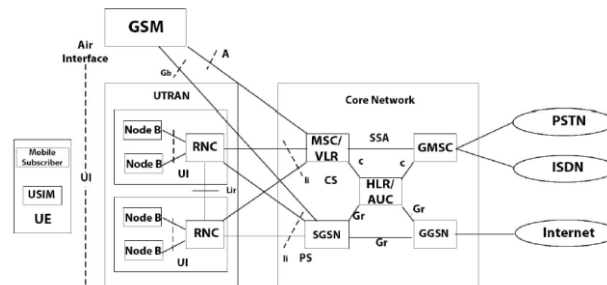 GSM
Air
Interface
A
Gb
UTRAN
Core Network
Node B
Node B
RNC
UI
MSC/
VLR
SSA
GMSC
PSTN
ISDN
Mobile
Subscriber
USIM
UE
UI
Ii
CS
c
c
HLR/
AUC
Lir
Node B
Node B
RNC
UI
Gr
Gr
SGSN
Gr
GGSN
Internet
Ii
PS